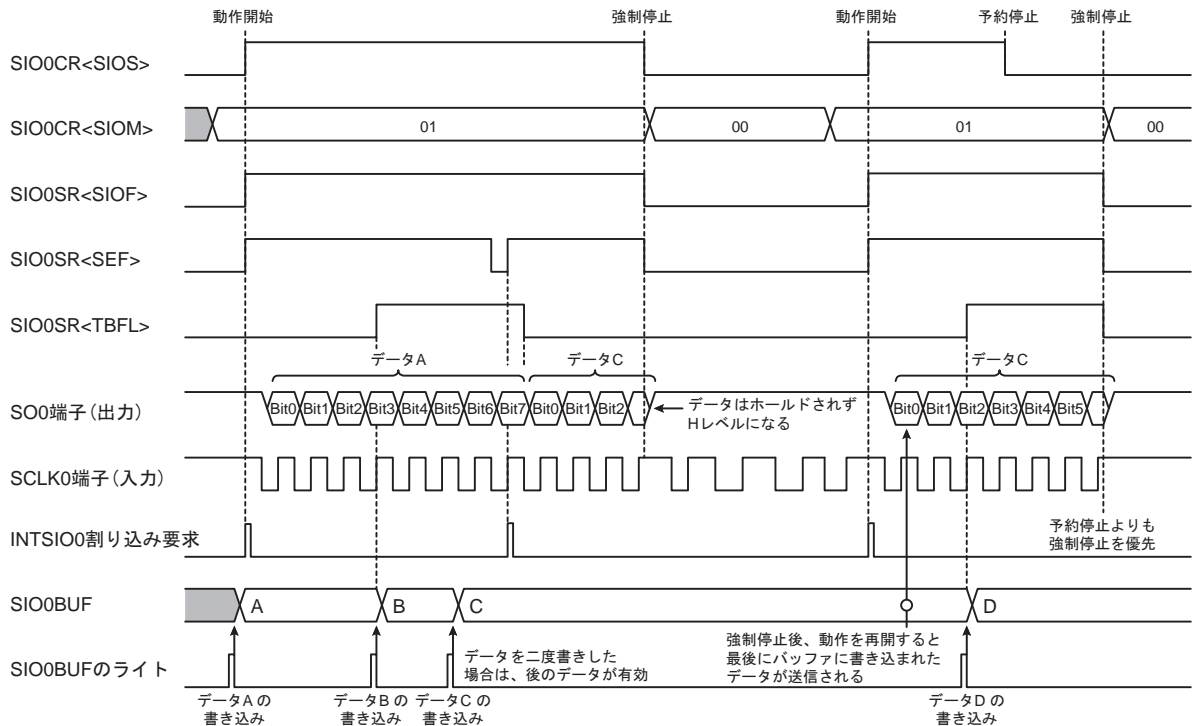 動作開始
強制停止
動作開始
予約停止
強制停止
SIO0CR<SIOS>
SIO0CR<SIOM>
01
00
01
00
SIO0SR<SIOF>
SIO0SR<SEF>
SIO0SR<TBFL>
データA
データC
データC
SO0端子(出力)
Bit0
Bit1
Bit2
Bit3
Bit4
Bit5
Bit6
Bit7
Bit0
Bit1
Bit2
データはホールドされず
Hレベルになる
Bit0
Bit1
Bit2
Bit3
Bit4
Bit5
SCLK0端子(入力)
INTSIO0割り込み要求
予約停止よりも
強制停止を優先
SIO0BUF
A
B
C
D
SIO0BUFのライト
データを二度書きした
場合は、後のデータが有効
強制停止後、動作を再開すると
最後にバッファに書き込まれた
データが送信される
データA の
書き込み
データB の
書き込み
データC の
書き込み
データD の
書き込み